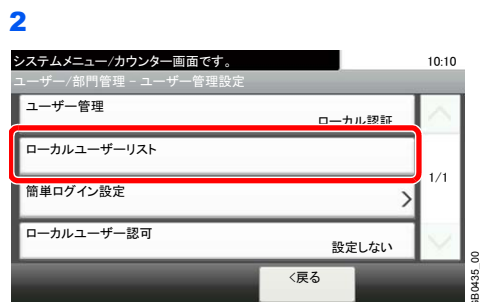 2
システムメニュー/カウンター画面です。
10:10
ユーザー/部門管理 - ユーザー管理設定
ユーザー管理
ローカル認証
ローカルユーザーリスト
1/1
簡単ログイン設定
ローカルユーザー認可
設定しない
<戻る
GB0435_00